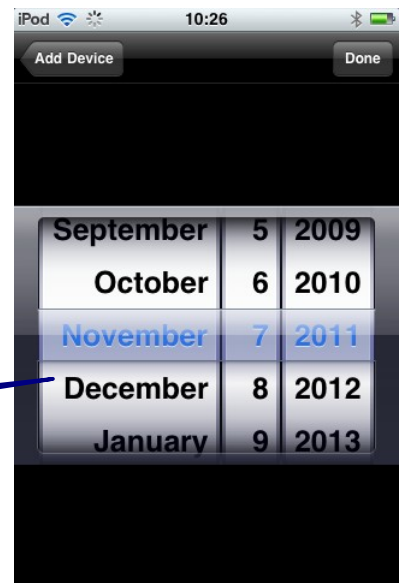 iPod 10:26
Add Device Done
September 5 2009
October 6 2010
November 7 2011
December 8 2012
January 9 2013